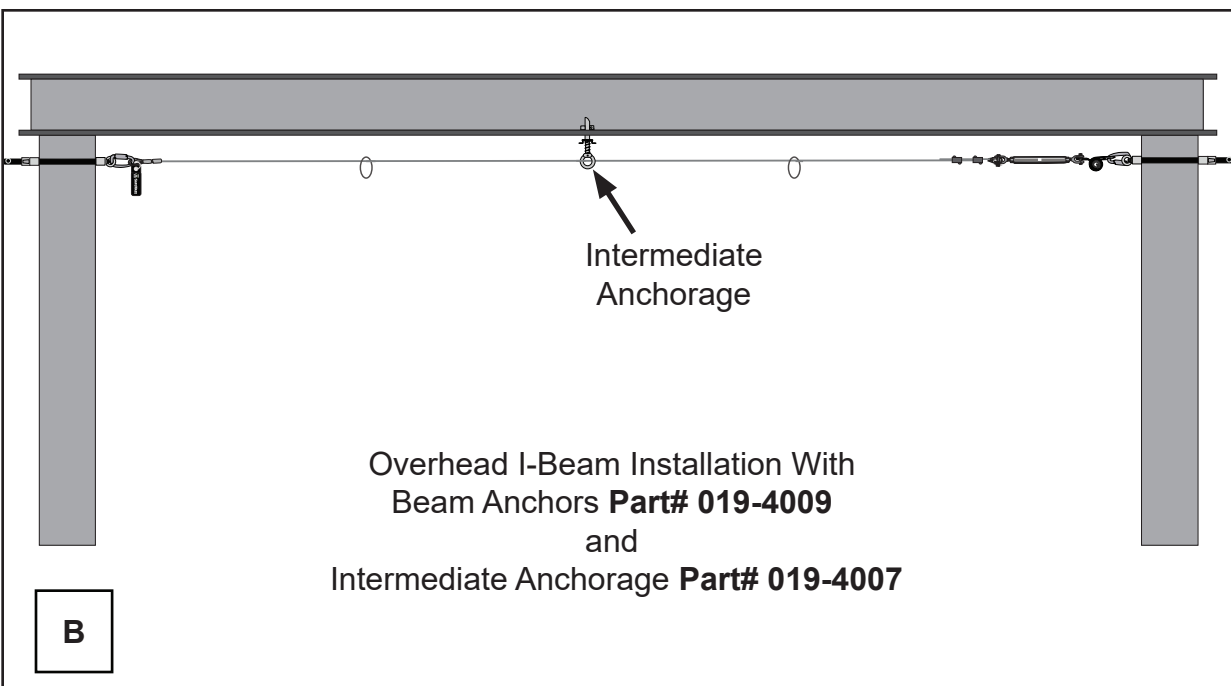 Intermediate
Anchorage
Overhead I-Beam Installation With
Beam Anchors Part# 019-4009
and
Intermediate Anchorage Part# 019-4007
B